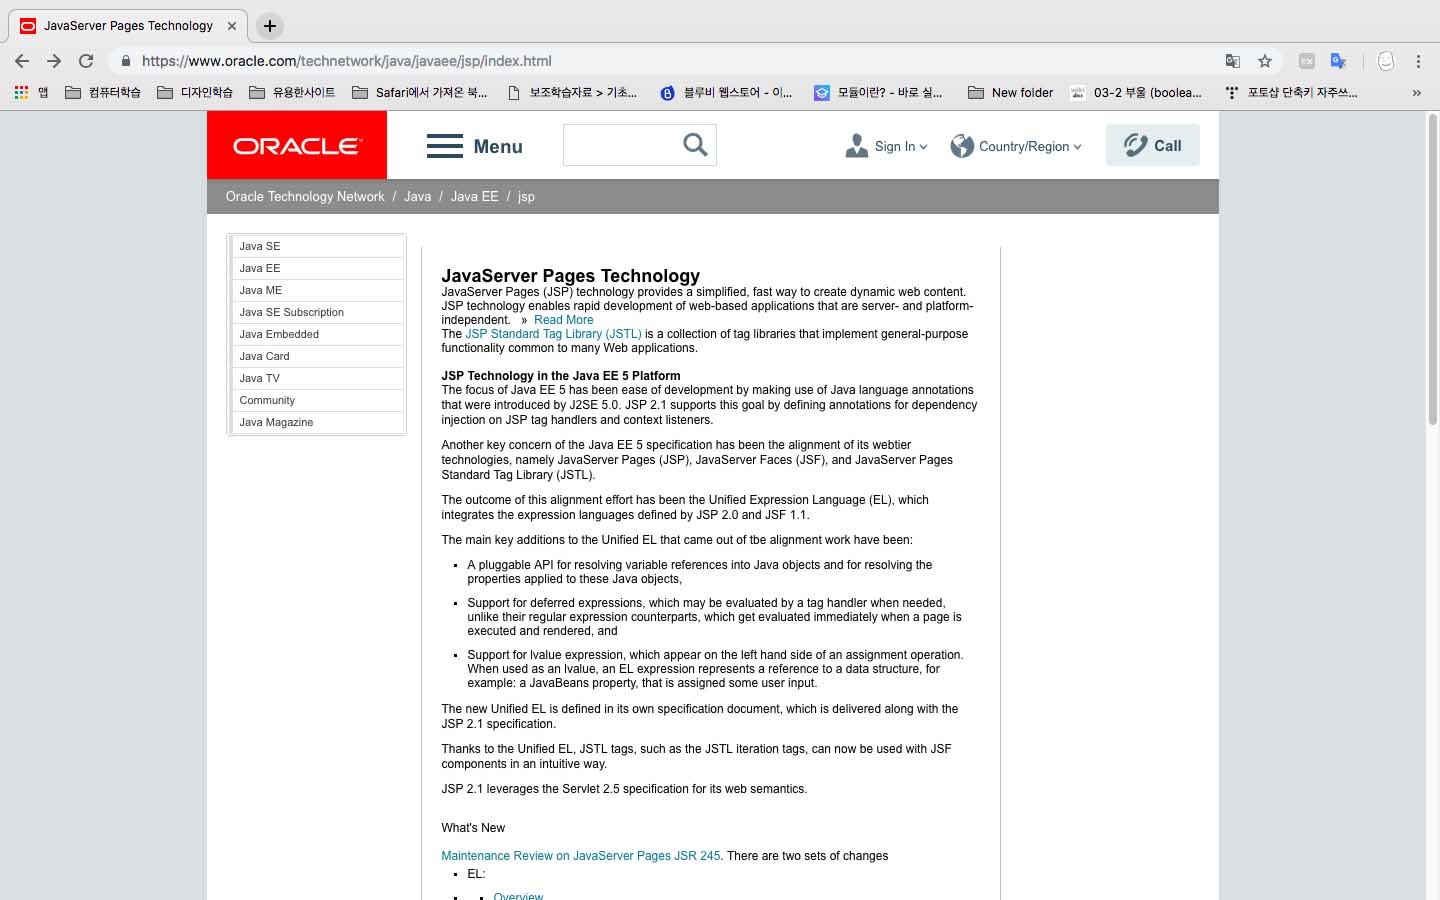 JavaServer Pages Technology
https://www.oracle.com/technetwork/java/javaee/jsp/index.html
앱 컴퓨터학습 디자인학습 유용한사이트 Safari에서 가져온 북... 보조학습자료 > 기초... 블루비 웹스토어 - 이... 모듈이란? - 바로 실... New folder 03-2 부울 (boolea... 포토샵 단축키 자주쓰... »
ORACLE Menu Sign In Country/Region Call
Oracle Technology Network / Java / Java EE / jsp
Java SE
Java EE
Java ME
Java SE Subscription
Java Embedded
Java Card
Java TV
Community
Java Magazine
JavaServer Pages Technology
JavaServer Pages (JSP) technology provides a simplified, fast way to create dynamic web content.
JSP technology enables rapid development of web-based applications that are server- and platform-
independent. » Read More
The JSP Standard Tag Library (JSTL) is a collection of tag libraries that implement general-purpose
functionality common to many Web applications.
JSP Technology in the Java EE 5 Platform
The focus of Java EE 5 has been ease of development by making use of Java language annotations
that were introduced by J2SE 5.0. JSP 2.1 supports this goal by defining annotations for dependency
injection on JSP tag handlers and context listeners.
Another key concern of the Java EE 5 specification has been the alignment of its webtier
technologies, namely JavaServer Pages (JSP), JavaServer Faces (JSF), and JavaServer Pages
Standard Tag Library (JSTL).
The outcome of this alignment effort has been the Unified Expression Language (EL), which
integrates the expression languages defined by JSP 2.0 and JSF 1.1.
The main key additions to the Unified EL that came out of tbe alignment work have been:
▪ A pluggable API for resolving variable references into Java objects and for resolving the
properties applied to these Java objects,
▪ Support for deferred expressions, which may be evaluated by a tag handler when needed,
unlike their regular expression counterparts, which get evaluated immediately when a page is
executed and rendered, and
▪ Support for lvalue expression, which appear on the left hand side of an assignment operation.
When used as an lvalue, an EL expression represents a reference to a data structure, for
example: a JavaBeans property, that is assigned some user input.
The new Unified EL is defined in its own specification document, which is delivered along with the
JSP 2.1 specification.
Thanks to the Unified EL, JSTL tags, such as the JSTL iteration tags, can now be used with JSF
components in an intuitive way.
JSP 2.1 leverages the Servlet 2.5 specification for its web semantics.
What's New
Maintenance Review on JavaServer Pages JSR 245. There are two sets of changes
▪ EL:
▪ ▪ Overview